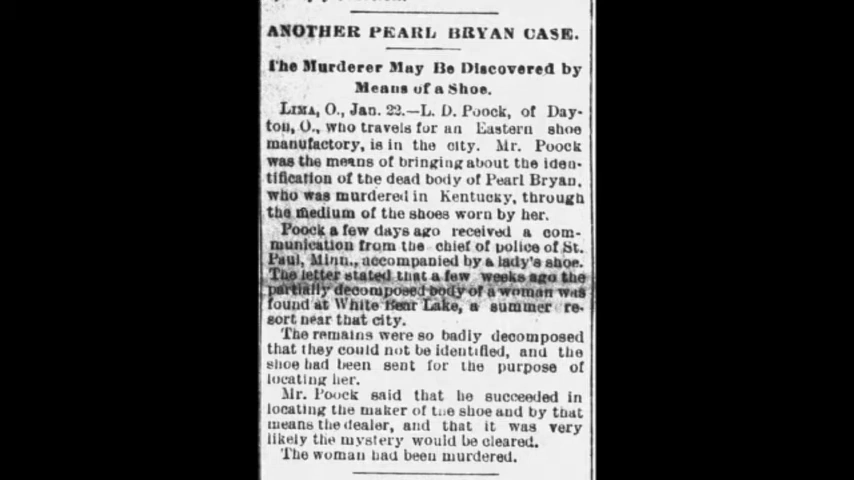 ANOTHER PEARL BRYAN CASE.
The Murderer May Be Discovered by
Means of a Shoe.
LIMA, O., Jan. 22.—L. D. Poock, of Day-
ton, O., who travels for an Eastern shoe
manufactory, is in the city. Mr. Poock
was the means of bringing about the iden-
tification of the dead body of Pearl Bryan,
who was murdered in Kentucky, through
the medium of the shoes worn by her.
Poock a few days ago received a com-
munication from the chief of police of St.
Paul, Minn., accompanied by a lady's shoe.
The letter stated that a few weeks ago the
partially decomposed body of a woman was
found at White Bear Lake, a summer re-
sort near that city.
The remains were so badly decomposed
that they could not be identified, and the
shoe had been sent for the purpose of
locating her.
Mr. Poock said that he succeeded in
locating the maker of the shoe and by that
means the dealer, and that it was very
likely the mystery would be cleared.
The woman had been murdered.